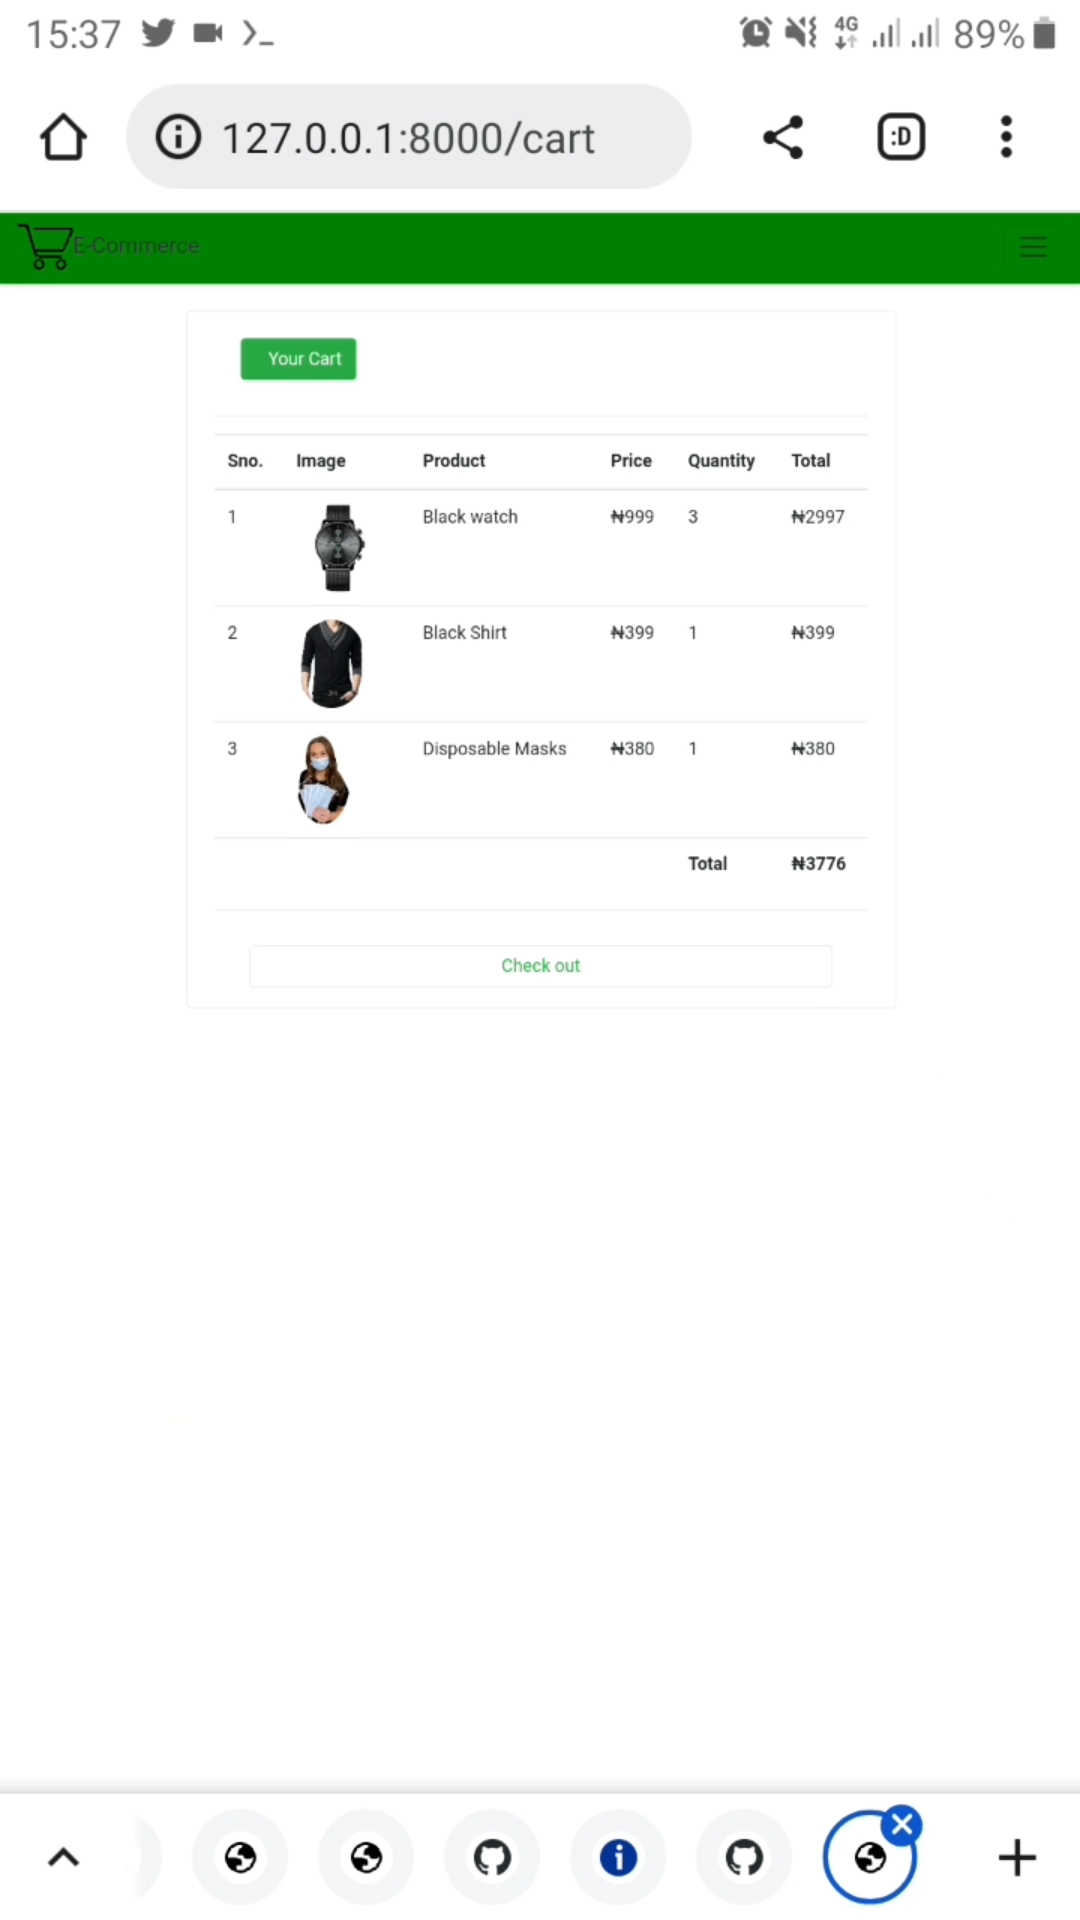 15:37 4G 89%
127.0.0.1:8000/cart :D
E-Commerce
Your Cart
Sno. Image Product Price Quantity Total
1 Black watch ₦999 3 ₦2997
2 Black Shirt ₦399 1 ₦399
3 Disposable Masks ₦380 1 ₦380
Total ₦3776
Check out